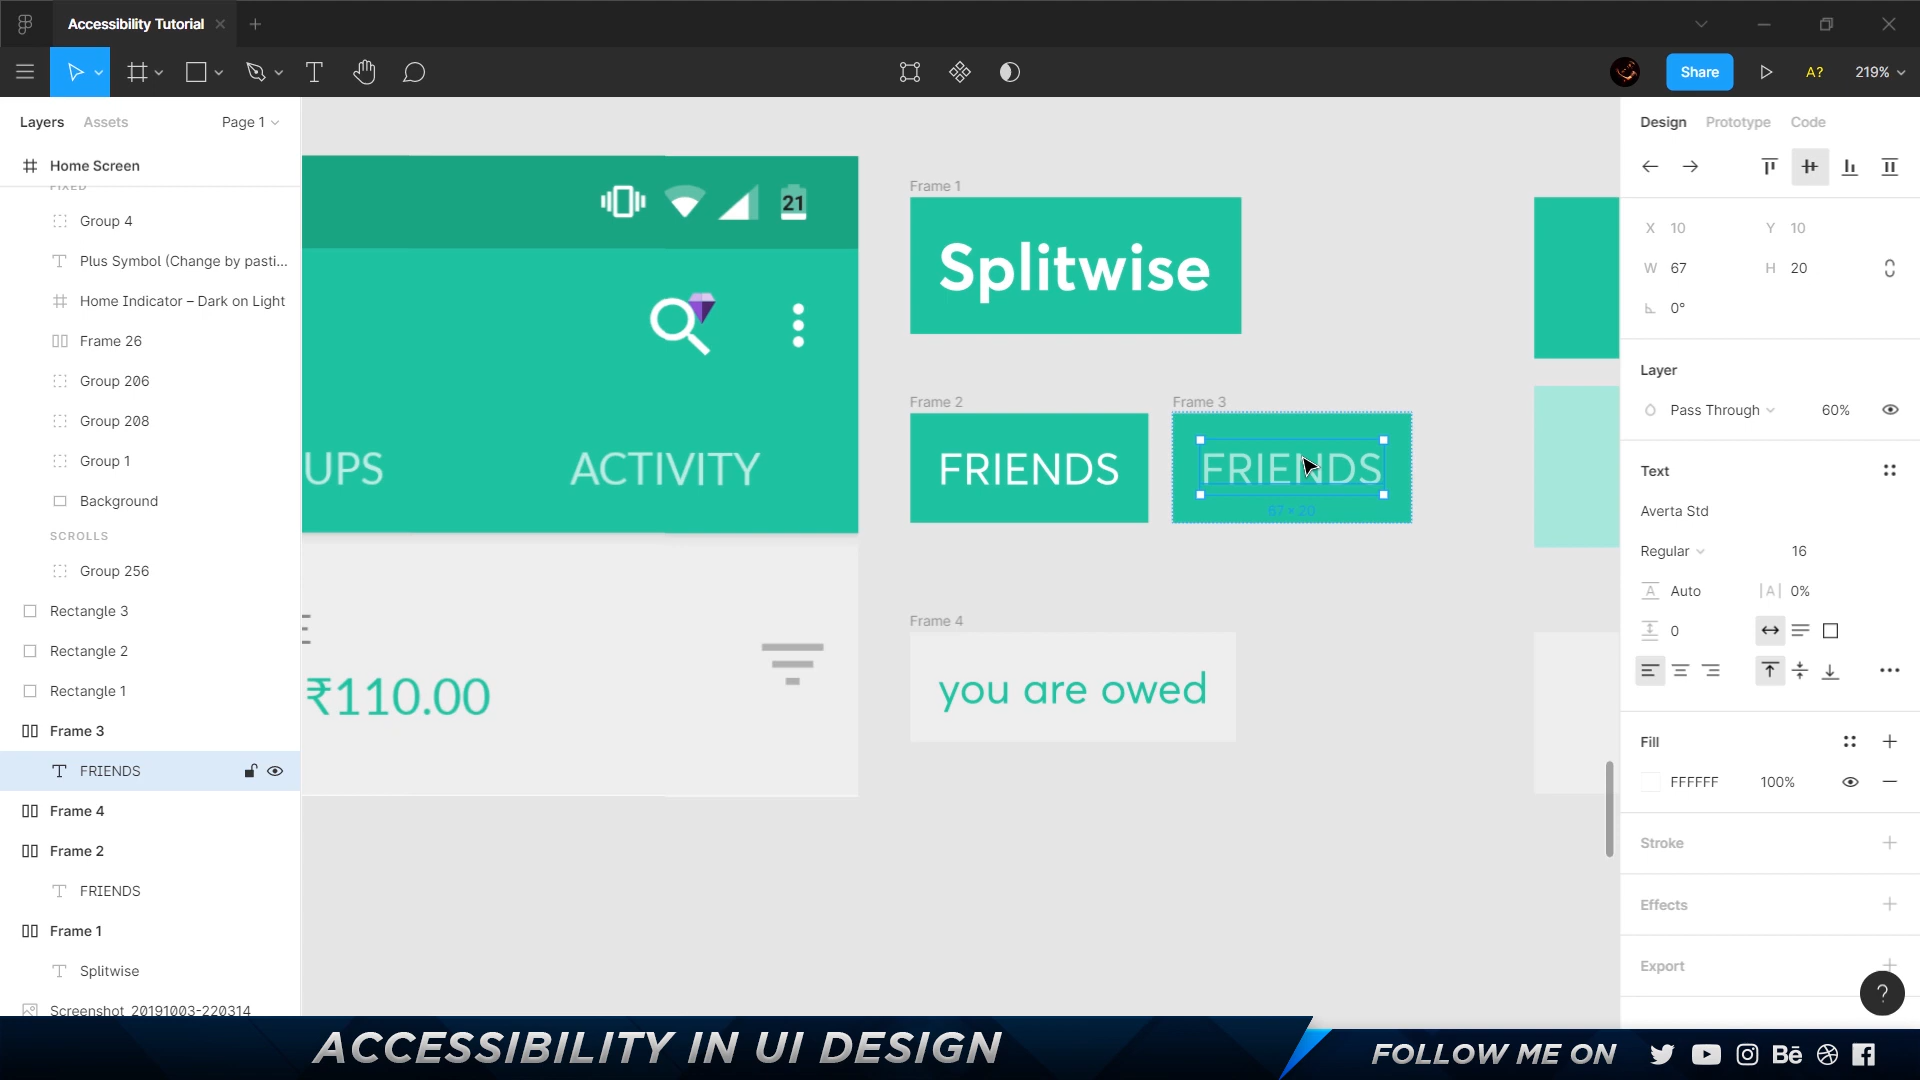 Accessibility Tutorial
Share
A?
219%
Layers
Assets
Page 1
Home Screen
FIXED
Group 4
Plus Symbol (Change by pasti...
Home Indicator – Dark on Light
Frame 26
Group 206
Group 208
Group 1
Background
SCROLLS
Group 256
Rectangle 3
Rectangle 2
Rectangle 1
Frame 3
FRIENDS
Frame 4
Frame 2
FRIENDS
Frame 1
Splitwise
Screenshot_20191003-220314
21
UPS
ACTIVITY
₹110.00
Frame 1
Splitwise
Frame 2
FRIENDS
Frame 3
FRIENDS
67 × 20
Frame 4
you are owed
Design
Prototype
Code
X 10
Y 10
W 67
H 20
0°
Layer
Pass Through
60%
Text
Averta Std
Regular
16
A Auto
|A| 0%
0
Fill
FFFFFF
100%
Stroke
Effects
Export
?
ACCESSIBILITY IN UI DESIGN
FOLLOW ME ON
Bē